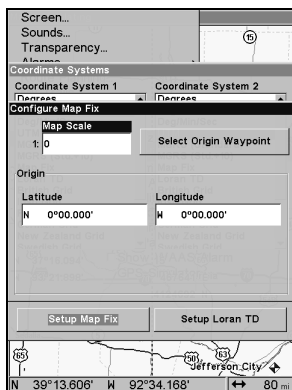 Screen...
Sounds...
Transparency...
Alarms
15
Coordinate Systems
Coordinate System 1 Coordinate System 2
Degrees Degrees
Configure Map Fix
Map Scale
1: 0
Select Origin Waypoint
Origin
Latitude Longitude
N 0°00.000' W 0°00.000'
Setup Map Fix Setup Loran TD
65
50
63
Jefferson City
N 39°13.606' W 92°34.168' ↔ 80 mi